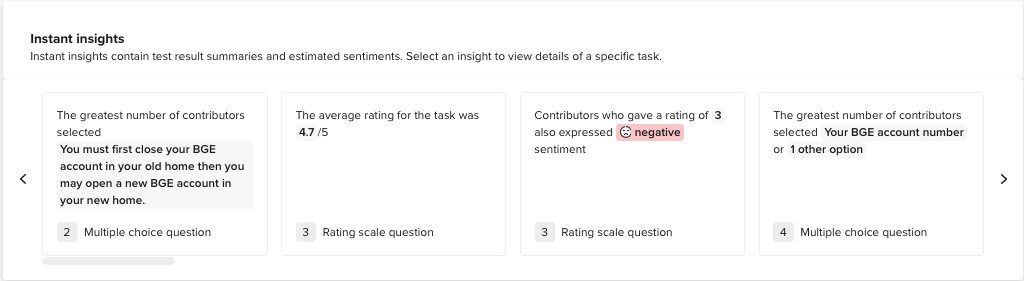 Instant insights
Instant insights contain test result summaries and estimated sentiments. Select an insight to view details of a specific task.
The greatest number of contributors
selected
You must first close your BGE
account in your old home then you
may open a new BGE account in
your new home.
2 Multiple choice question
The average rating for the task was
4.7 /5
3 Rating scale question
Contributors who gave a rating of 3
also expressed negative
sentiment
3 Rating scale question
The greatest number of contributors
selected Your BGE account number
or 1 other option
4 Multiple choice question